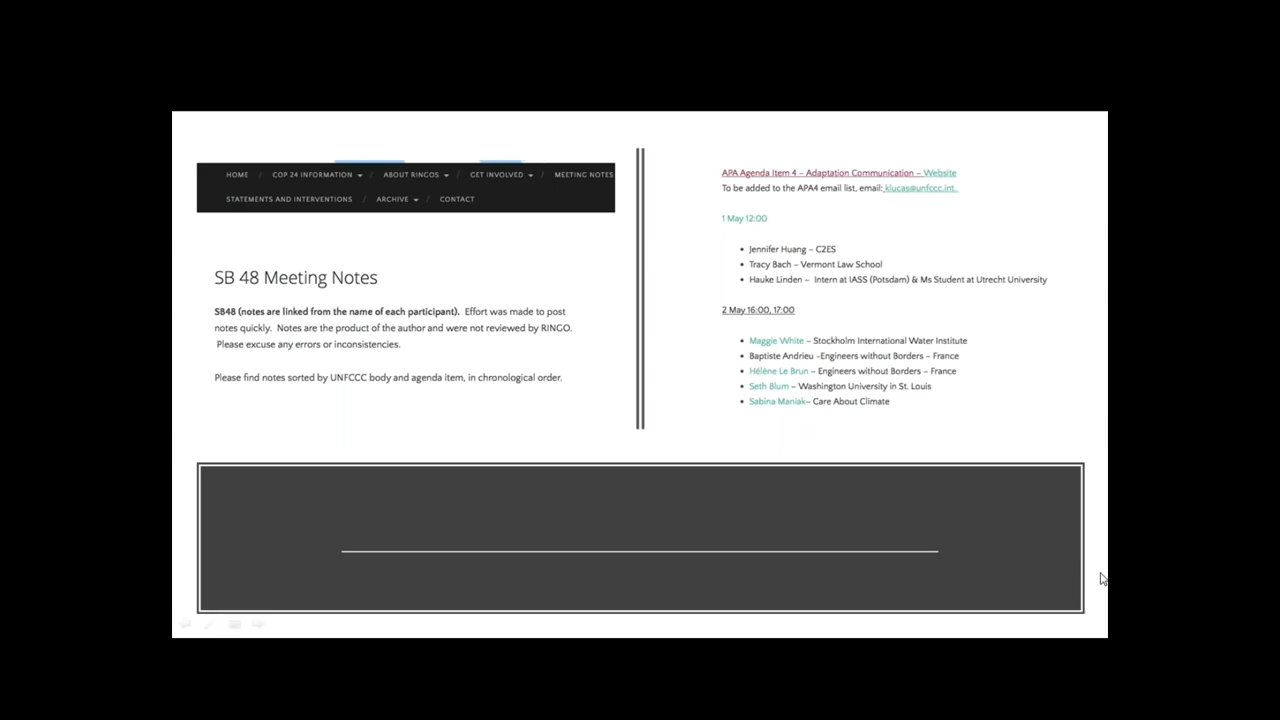 HOME / COP 24 INFORMATION / ABOUT RINGOS / GET INVOLVED / MEETING NOTES
STATEMENTS AND INTERVENTIONS / ARCHIVE / CONTACT
SB 48 Meeting Notes
SB48 (notes are linked from the name of each participant). Effort was made to post
notes quickly. Notes are the product of the author and were not reviewed by RINGO.
Please excuse any errors or inconsistencies.
Please find notes sorted by UNFCCC body and agenda item, in chronological order.
APA Agenda Item 4 – Adaptation Communication – Website
To be added to the APA4 email list, email: klucas@unfccc.int.
1 May 12:00
• Jennifer Huang – C2ES
• Tracy Bach – Vermont Law School
• Hauke Linden – Intern at IASS (Potsdam) & Ms Student at Utrecht University
2 May 16:00, 17:00
• Maggie White – Stockholm International Water Institute
• Baptiste Andrieu –Engineers without Borders – France
• Hélène Le Brun – Engineers without Borders – France
• Seth Blum – Washington University in St. Louis
• Sabina Maniak– Care About Climate